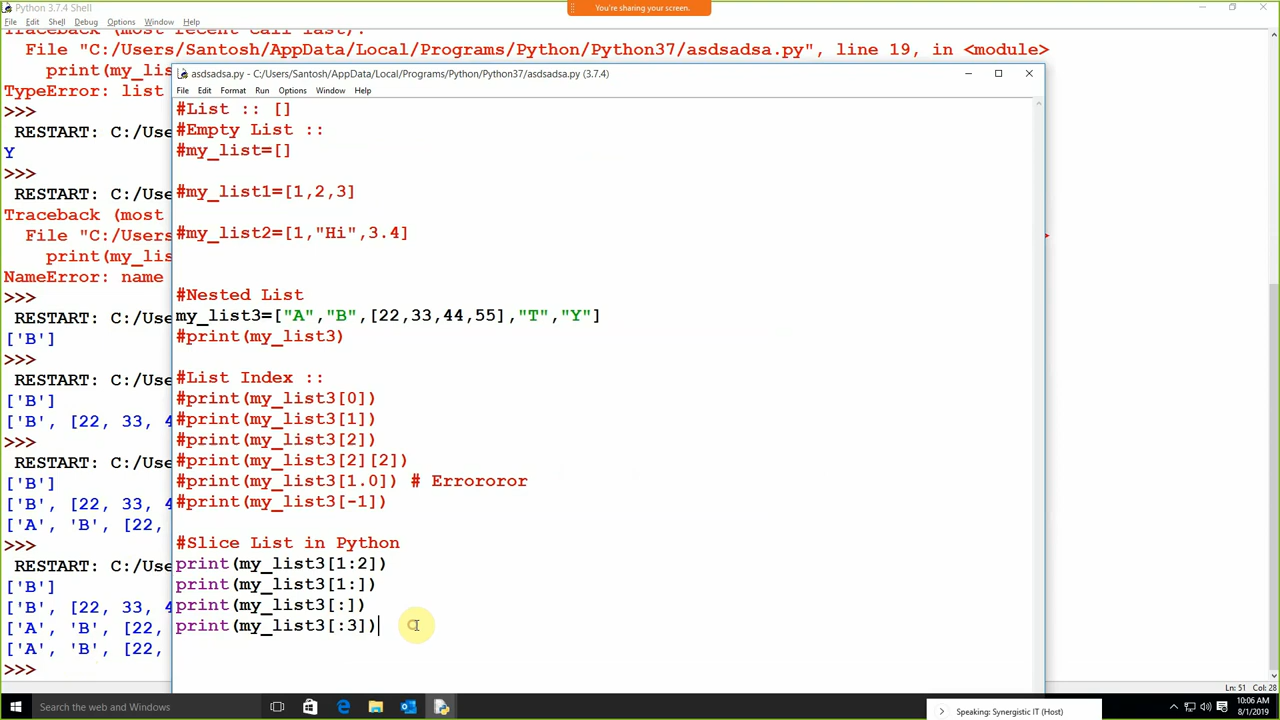 Python 3.7.4 Shell
You're sharing your screen.
File Edit Shell Debug Options Window Help
Traceback (most recent call last):
File "C:/Users/Santosh/AppData/Local/Programs/Python/Python37/asdsadsa.py", line 19, in <module>
print(my_lis
TypeError: list
>>>
RESTART: C:/Use
Y
>>>
RESTART: C:/Use
Traceback (most
File "C:/Users
print(my_lis
NameError: name
>>>
RESTART: C:/Use
['B']
>>>
RESTART: C:/Use
['B']
['B', [22, 33, 4
>>>
RESTART: C:/Use
['B']
['B', [22, 33, 4
['A', 'B', [22,
>>>
RESTART: C:/Use
['B']
['B', [22, 33, 4
['A', 'B', [22,
['A', 'B', [22,
>>>
asdsadsa.py - C:/Users/Santosh/AppData/Local/Programs/Python/Python37/asdsadsa.py (3.7.4)
File Edit Format Run Options Window Help
#List :: []
#Empty List ::
#my_list=[]
#my_list1=[1,2,3]
#my_list2=[1,"Hi",3.4]
#Nested List
my_list3=["A","B",[22,33,44,55],"T","Y"]
#print(my_list3)
#List Index ::
#print(my_list3[0])
#print(my_list3[1])
#print(my_list3[2])
#print(my_list3[2][2])
#print(my_list3[1.0]) # Errororor
#print(my_list3[-1])
#Slice List in Python
print(my_list3[1:2])
print(my_list3[1:])
print(my_list3[:])
print(my_list3[:3])
Ln: 51 Col: 28
Search the web and Windows
Speaking: Synergistic IT (Host)
10:06 AM
8/1/2019